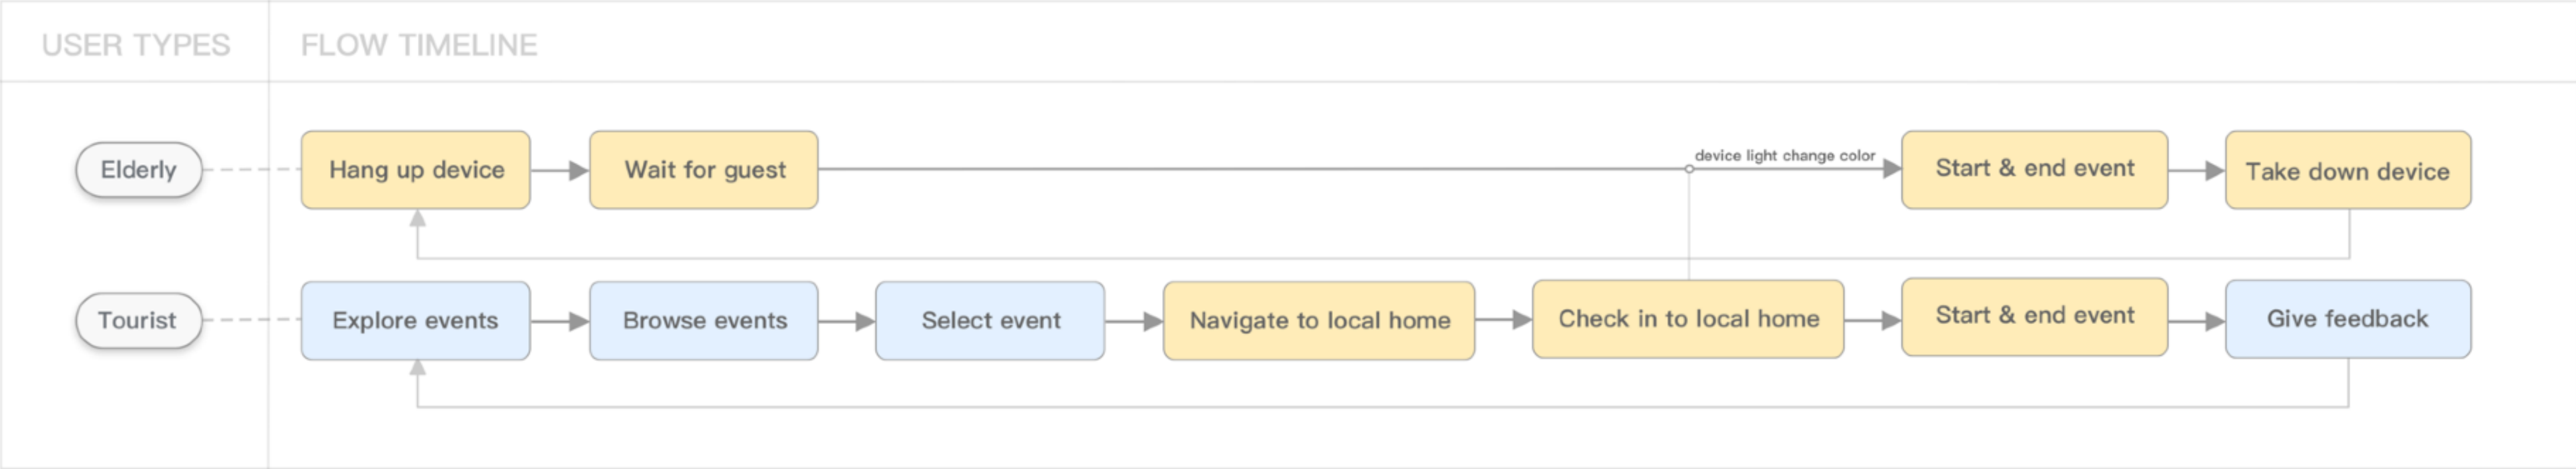 USER TYPES
FLOW TIMELINE
Elderly
Hang up device
Wait for guest
device light change color
Start & end event
Take down device
Tourist
Explore events
Browse events
Select event
Navigate to local home
Check in to local home
Start & end event
Give feedback